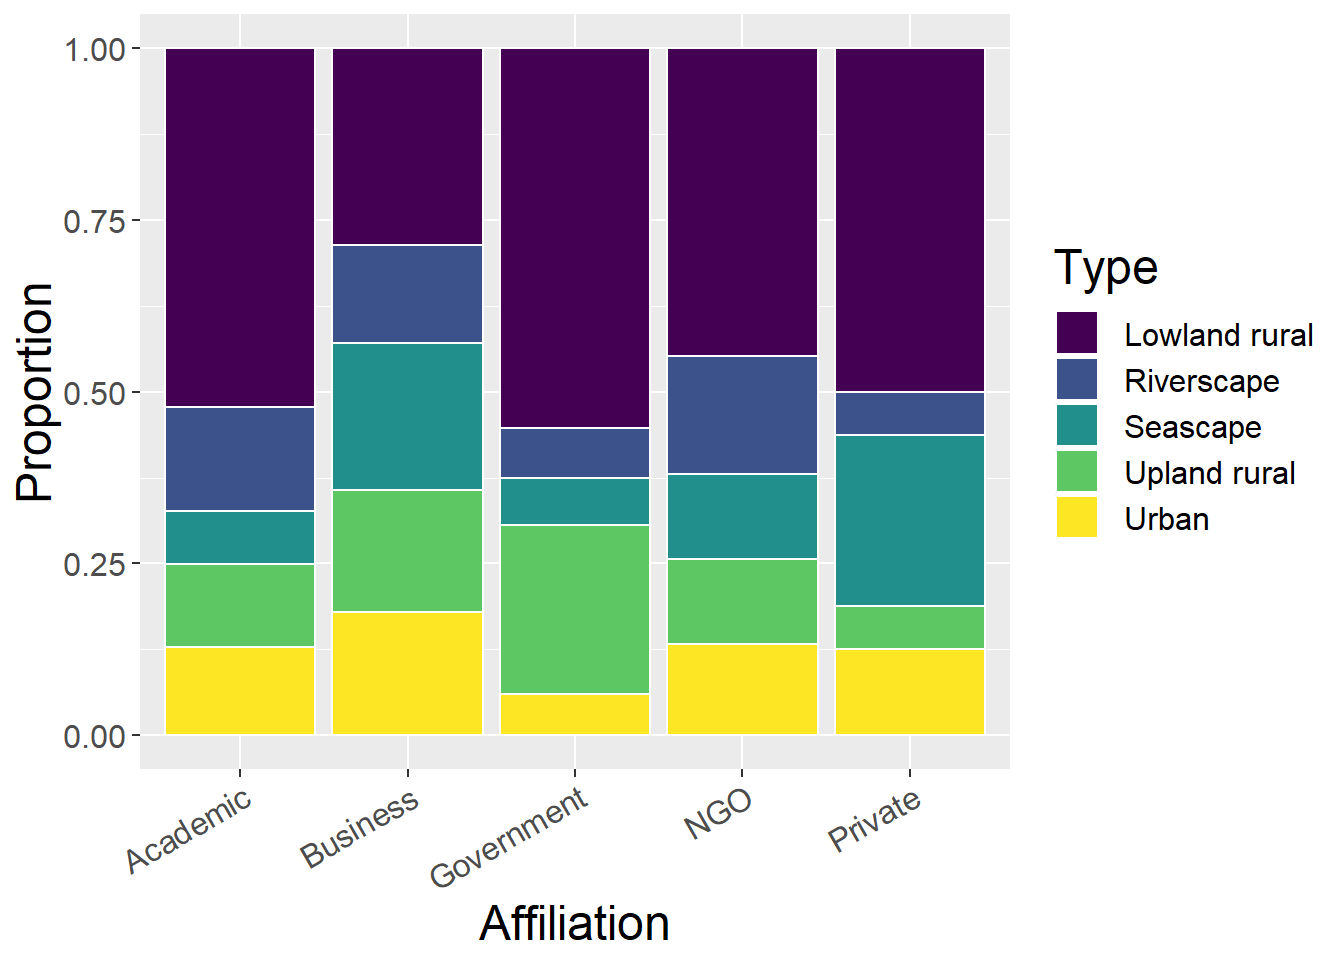 1.00
0.75
0.50
0.25
0.00
Proportion
Academic
Business
Government
NGO
Private
Affiliation
Type
Lowland rural
Riverscape
Seascape
Upland rural
Urban